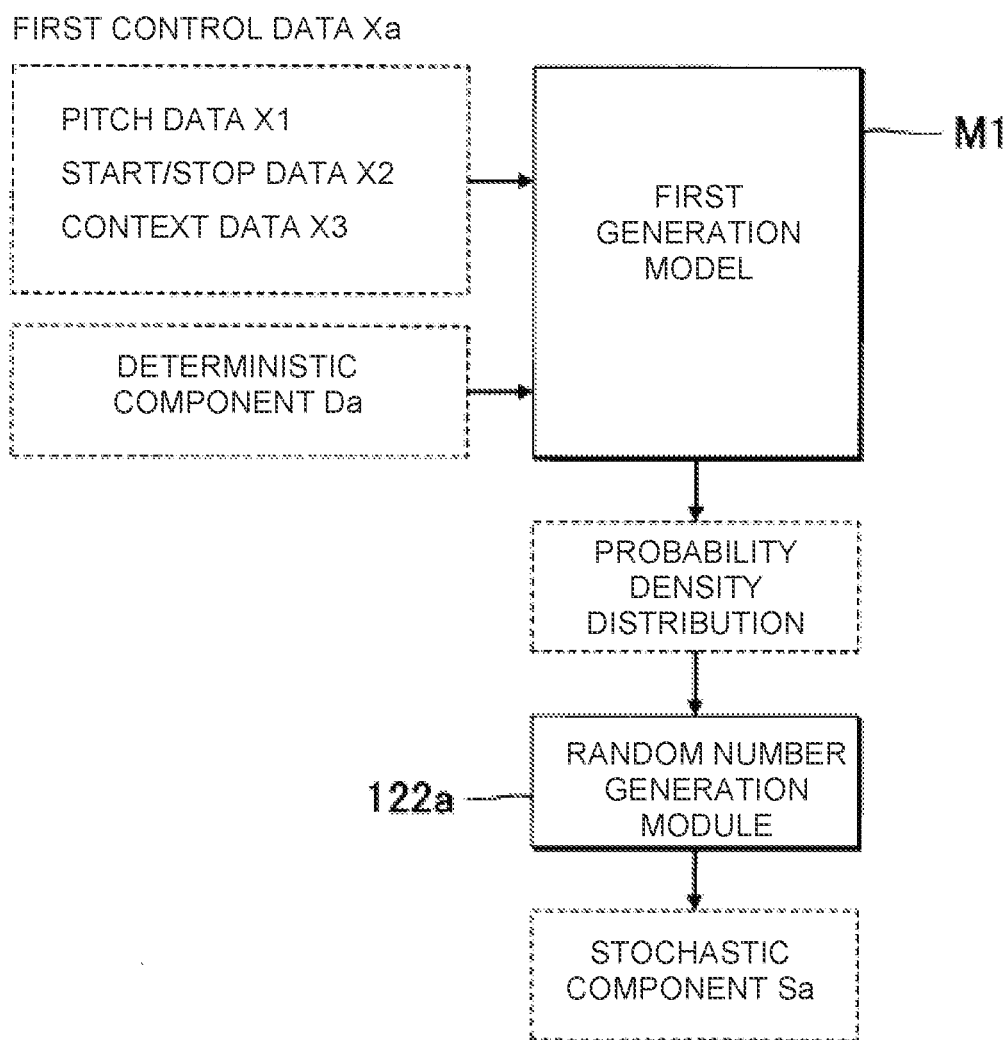 FIRST CONTROL DATA Xa
PITCH DATA X1
START/STOP DATA X2
CONTEXT DATA X3
FIRST
GENERATION
MODEL
M1
DETERMINISTIC
COMPONENT Da
PROBABILITY
DENSITY
DISTRIBUTION
RANDOM NUMBER
GENERATION
MODULE
122a
STOCHASTIC
COMPONENT Sa